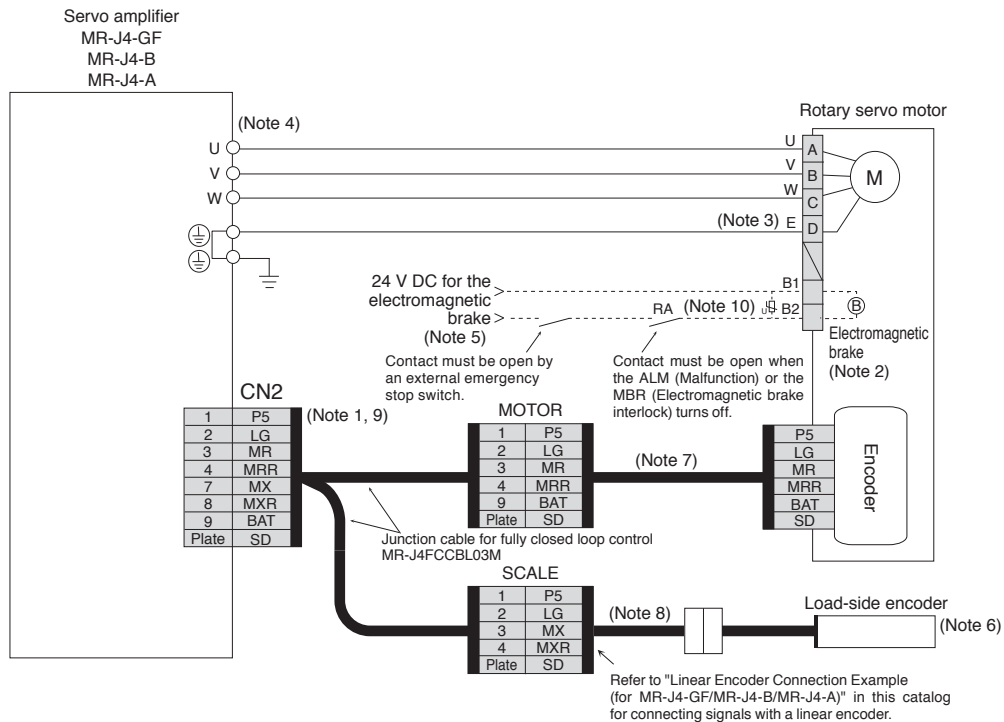 Servo amplifier
MR-J4-GF
MR-J4-B
MR-J4-A
Rotary servo motor
(Note 4)
U
V
W
U
V
W
(Note 3) E
A
B
C
D
M
24 V DC for the
electromagnetic
brake
(Note 5)
B1
RA (Note 10) U B2
B
Electromagnetic
brake
(Note 2)
Contact must be open by
an external emergency
stop switch.
Contact must be open when
the ALM (Malfunction) or the
MBR (Electromagnetic brake
interlock) turns off.
CN2
(Note 1, 9)
1 P5
2 LG
3 MR
4 MRR
7 MX
8 MXR
9 BAT
Plate SD
MOTOR
1 P5
2 LG
3 MR
4 MRR
9 BAT
Plate SD
(Note 7)
P5
LG
MR
MRR
BAT
SD
Encoder
Junction cable for fully closed loop control
MR-J4FCCBL03M
SCALE
1 P5
2 LG
3 MX
4 MXR
Plate SD
(Note 8)
Load-side encoder
(Note 6)
Refer to "Linear Encoder Connection Example
(for MR-J4-GF/MR-J4-B/MR-J4-A)" in this catalog
for connecting signals with a linear encoder.